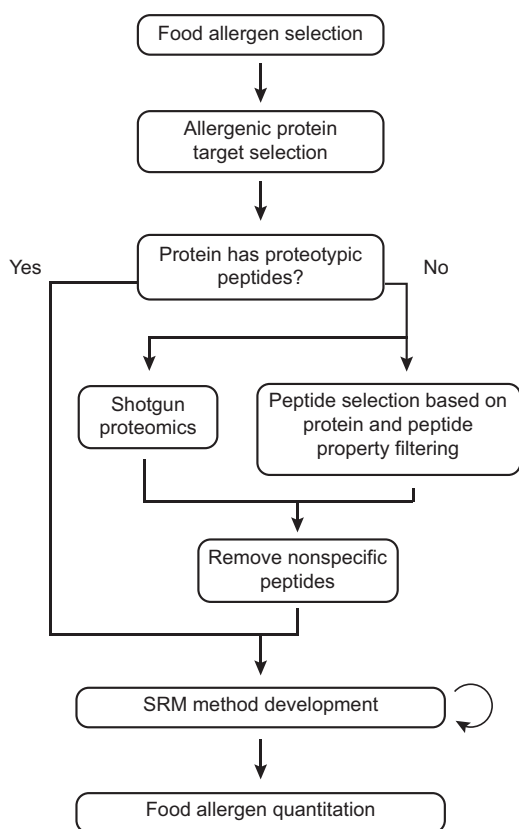 Food allergen selection
Allergenic protein
target selection
Protein has proteotypic
peptides?
Yes
No
Shotgun
proteomics
Peptide selection based on
protein and peptide
property filtering
Remove nonspecific
peptides
SRM method development
Food allergen quantitation